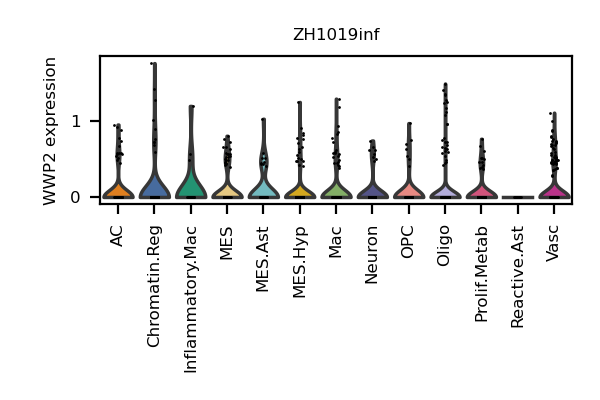 ZH1019inf
WWP2 expression
1
0
AC
Chromatin.Reg
Inflammatory.Mac
MES
MES.Ast
MES.Hyp
Mac
Neuron
OPC
Oligo
Prolif.Metab
Reactive.Ast
Vasc